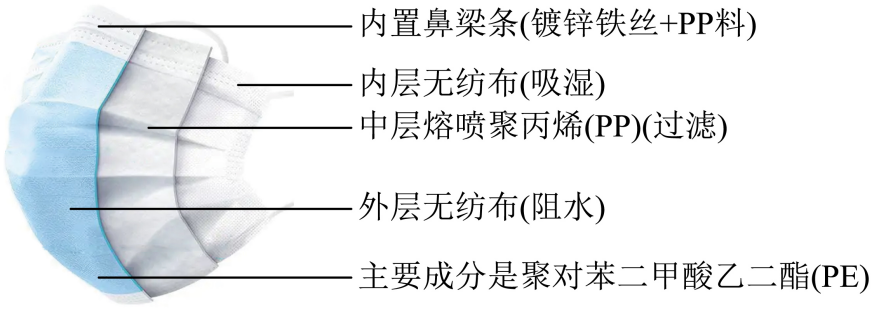 内置鼻梁条(镀锌铁丝+PP料)
内层无纺布(吸湿)
中层熔喷聚丙烯(PP)(过滤)
外层无纺布(阻水)
主要成分是聚对苯二甲酸乙二酯(PE)